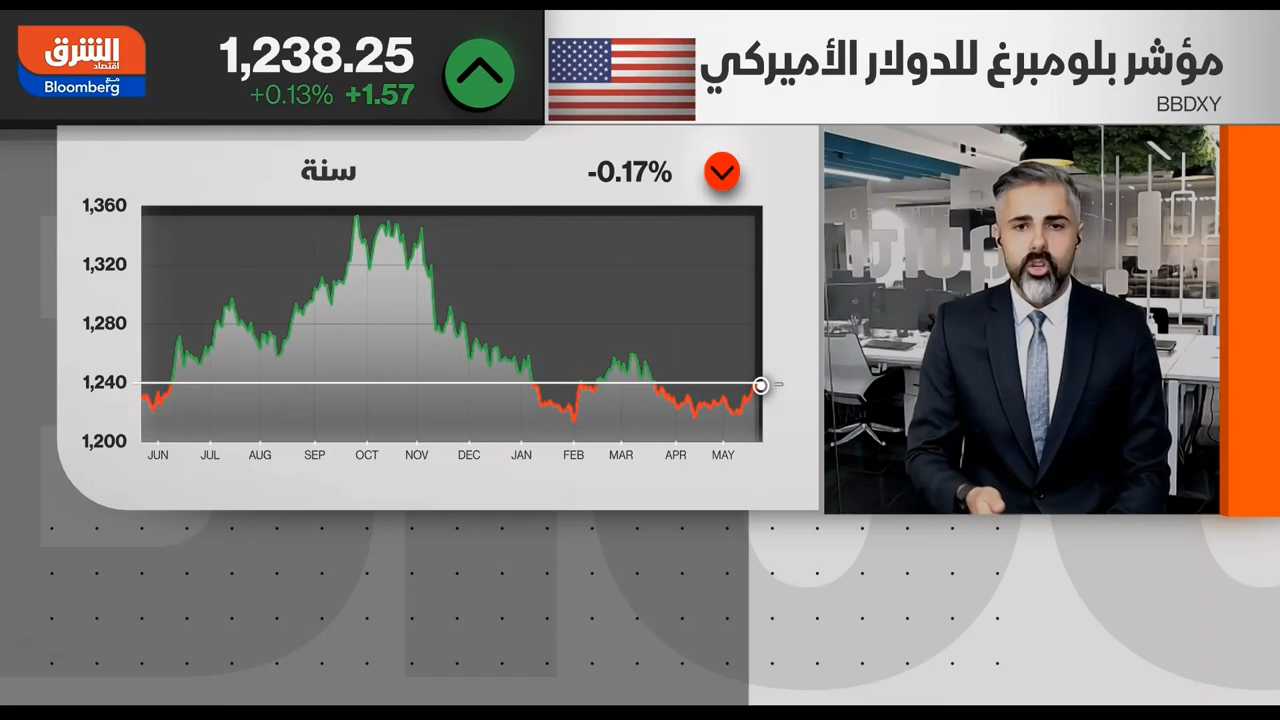 الشرق
اقتصاد
مع
Bloomberg
1,238.25
+0.13% +1.57
مؤشر بلومبرغ للدولار الأميركي
BBDXY
سنة
-0.17%
1,360
1,320
1,280
1,240
1,200
JUN JUL AUG SEP OCT NOV DEC JAN FEB MAR APR MAY